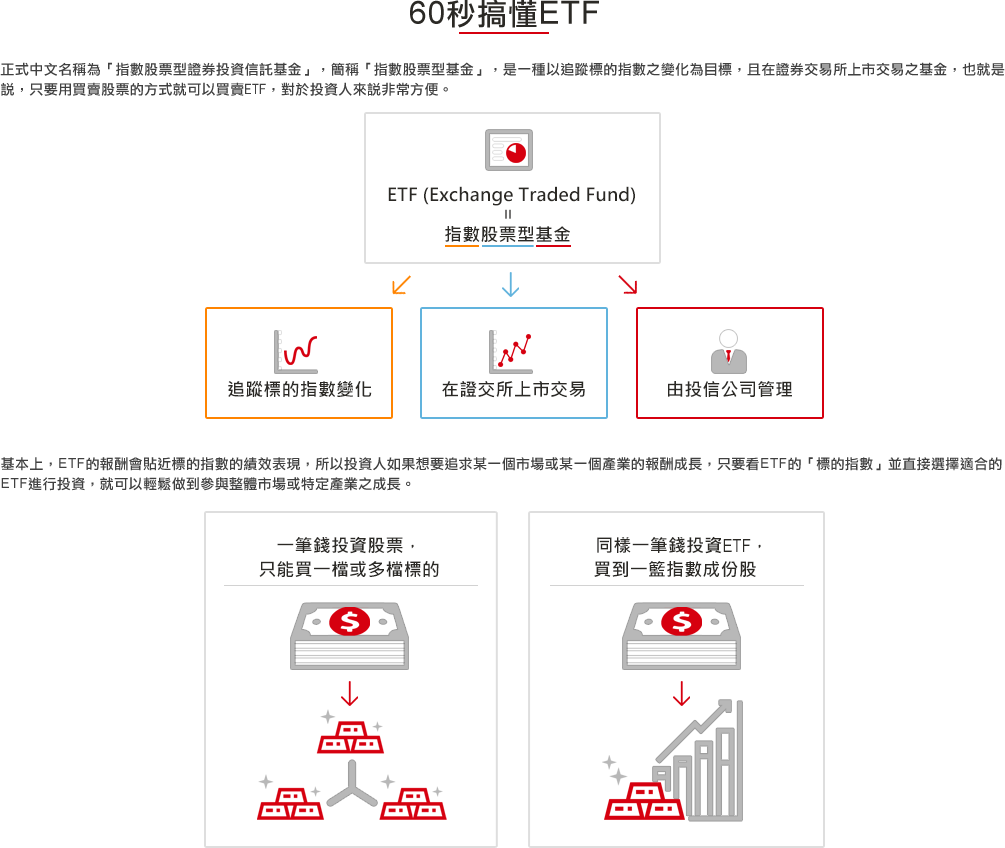 60秒搞懂ETF
正式中文名稱為「指數股票型證券投資信託基金」，簡稱「指數股票型基金」，是一種以追蹤標的指數之變化為目標，且在證券交易所上市交易之基金，也就是
說，只要用買賣股票的方式就可以買賣ETF，對於投資人來說非常方便。
ETF (Exchange Traded Fund)
=
指數股票型基金
追蹤標的指數變化
在證交所上市交易
由投信公司管理
基本上，ETF的報酬會貼近標的指數的績效表現，所以投資人如果想要追求某一個市場或某一個產業的報酬成長，只要看ETF的「標的指數」並直接選擇適合的
ETF進行投資，就可以輕鬆做到參與整體市場或特定產業之成長。
一筆錢投資股票，
只能買一檔或多檔標的
同樣一筆錢投資ETF，
買到一籃指數成份股
$
$